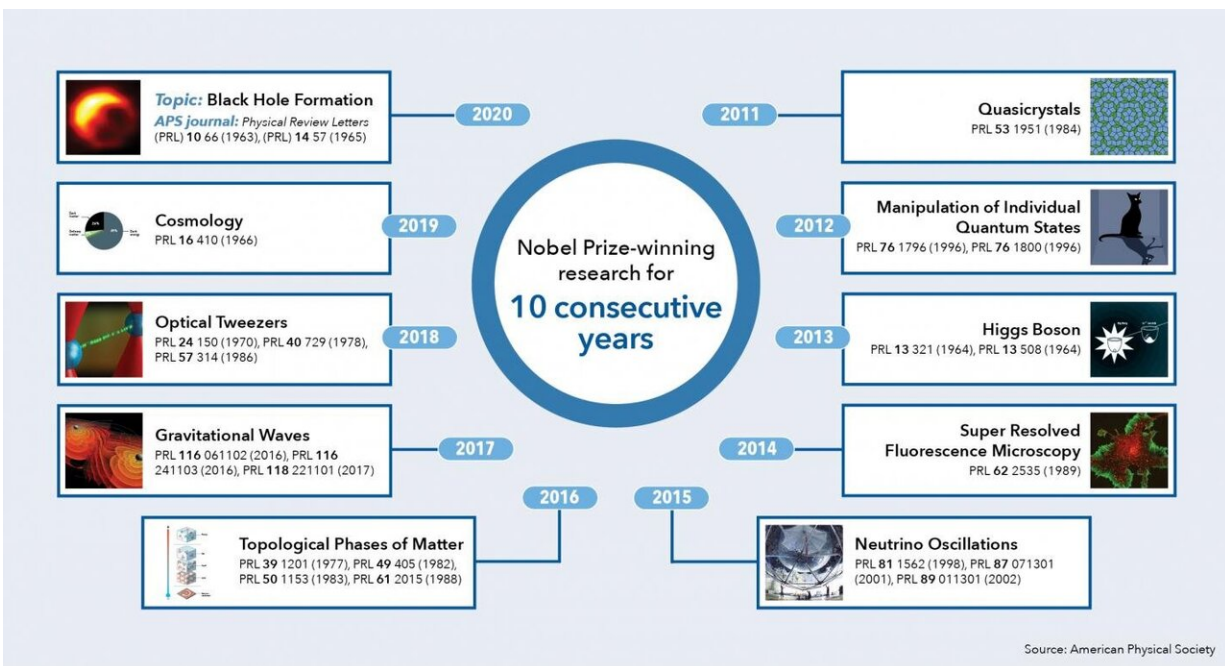 Topic: Black Hole Formation
APS journal: Physical Review Letters
(PRL) 10 66 (1963), (PRL) 14 57 (1965)
2020
Cosmology
PRL 16 410 (1966)
2019
Optical Tweezers
PRL 24 150 (1970), PRL 40 729 (1978),
PRL 57 314 (1986)
2018
Gravitational Waves
PRL 116 061102 (2016), PRL 116
241103 (2016), PRL 118 221101 (2017)
2017
2016
Topological Phases of Matter
PRL 39 1201 (1977), PRL 49 405 (1982),
PRL 50 1153 (1983), PRL 61 2015 (1988)
Nobel Prize-winning
research for
10 consecutive
years
2011
Quasicrystals
PRL 53 1951 (1984)
2012
Manipulation of Individual
Quantum States
PRL 76 1796 (1996), PRL 76 1800 (1996)
2013
Higgs Boson
PRL 13 321 (1964), PRL 13 508 (1964)
2014
Super Resolved
Fluorescence Microscopy
PRL 62 2535 (1989)
2015
Neutrino Oscillations
PRL 81 1562 (1998), PRL 87 071301
(2001), PRL 89 011301 (2002)
Source: American Physical Society